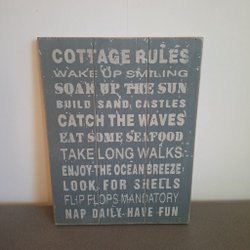 COTTAGE RULES
WAKE UP SMILING
SOAK UP THE SUN
BUILD SAND CASTLES
CATCH THE WAVES
EAT SOME SEAFOOD
TAKE LONG WALKS
ENJOY THE OCEAN BREEZE
LOOK FOR SHELLS
FLIP FLOPS MANDATORY
NAP DAILY HAVE FUN